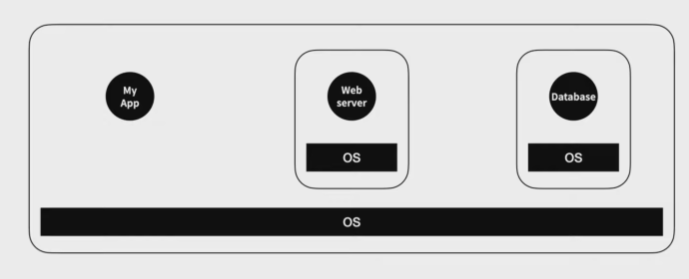 My
App
Web
server
Database
OS
OS
OS